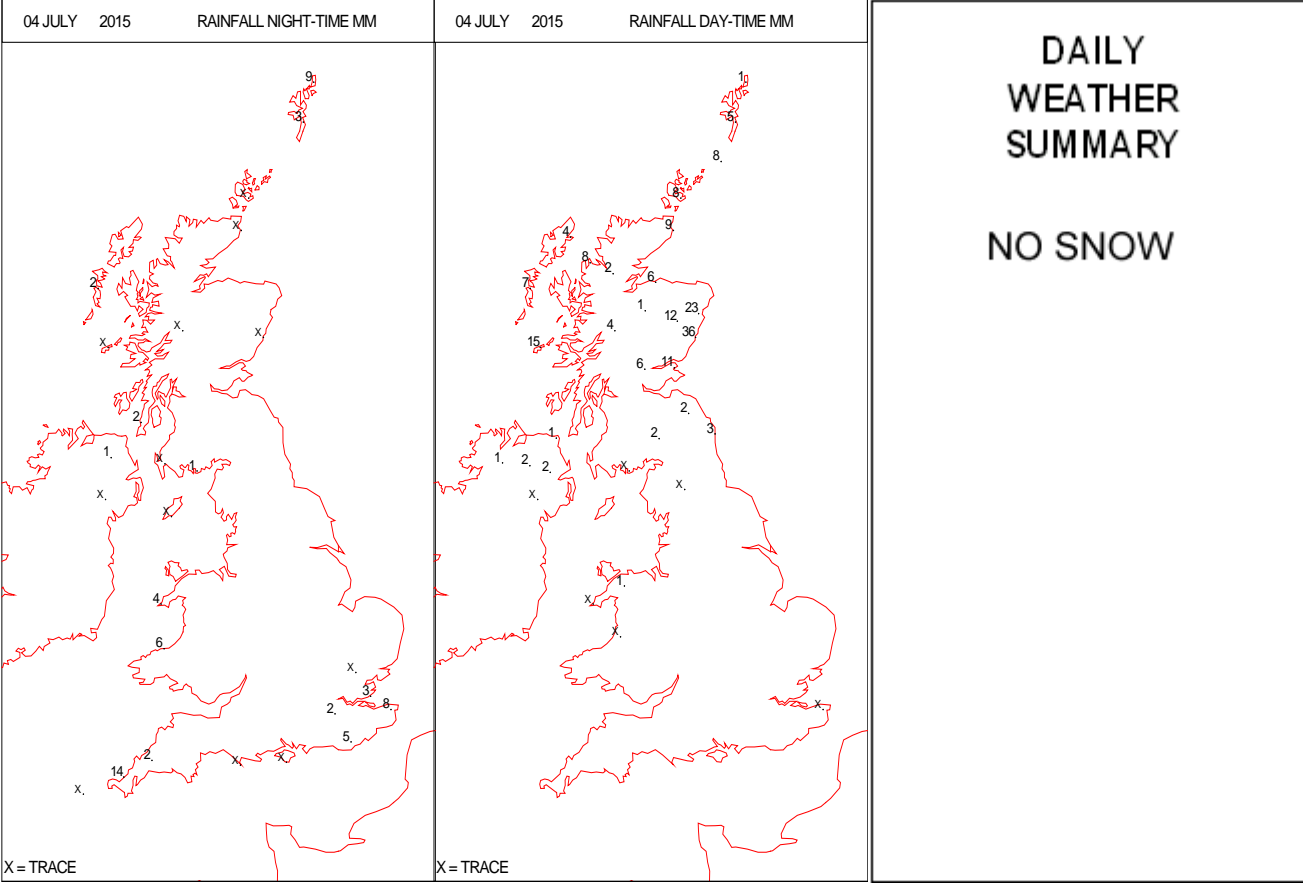 04 JULY 2015 RAINFALL NIGHT-TIME MM
9
3.
X.
X.
2.
X.
X.
X.
2.
1.
X
1.
X.
X.
4
6
X.
3.
8.
2.
5.
2.
X.
X.
14
X.
X = TRACE
04 JULY 2015 RAINFALL DAY-TIME MM
1
5.
8.
8.
9.
4.
8.
2.
6.
7.
1.
23.
12.
4.
36
15
11
6.
2.
3.
1.
2.
1.
2.
2.
X.
X.
X.
1.
X.
X.
X.
X = TRACE
DAILY
WEATHER
SUMMARY
NO SNOW